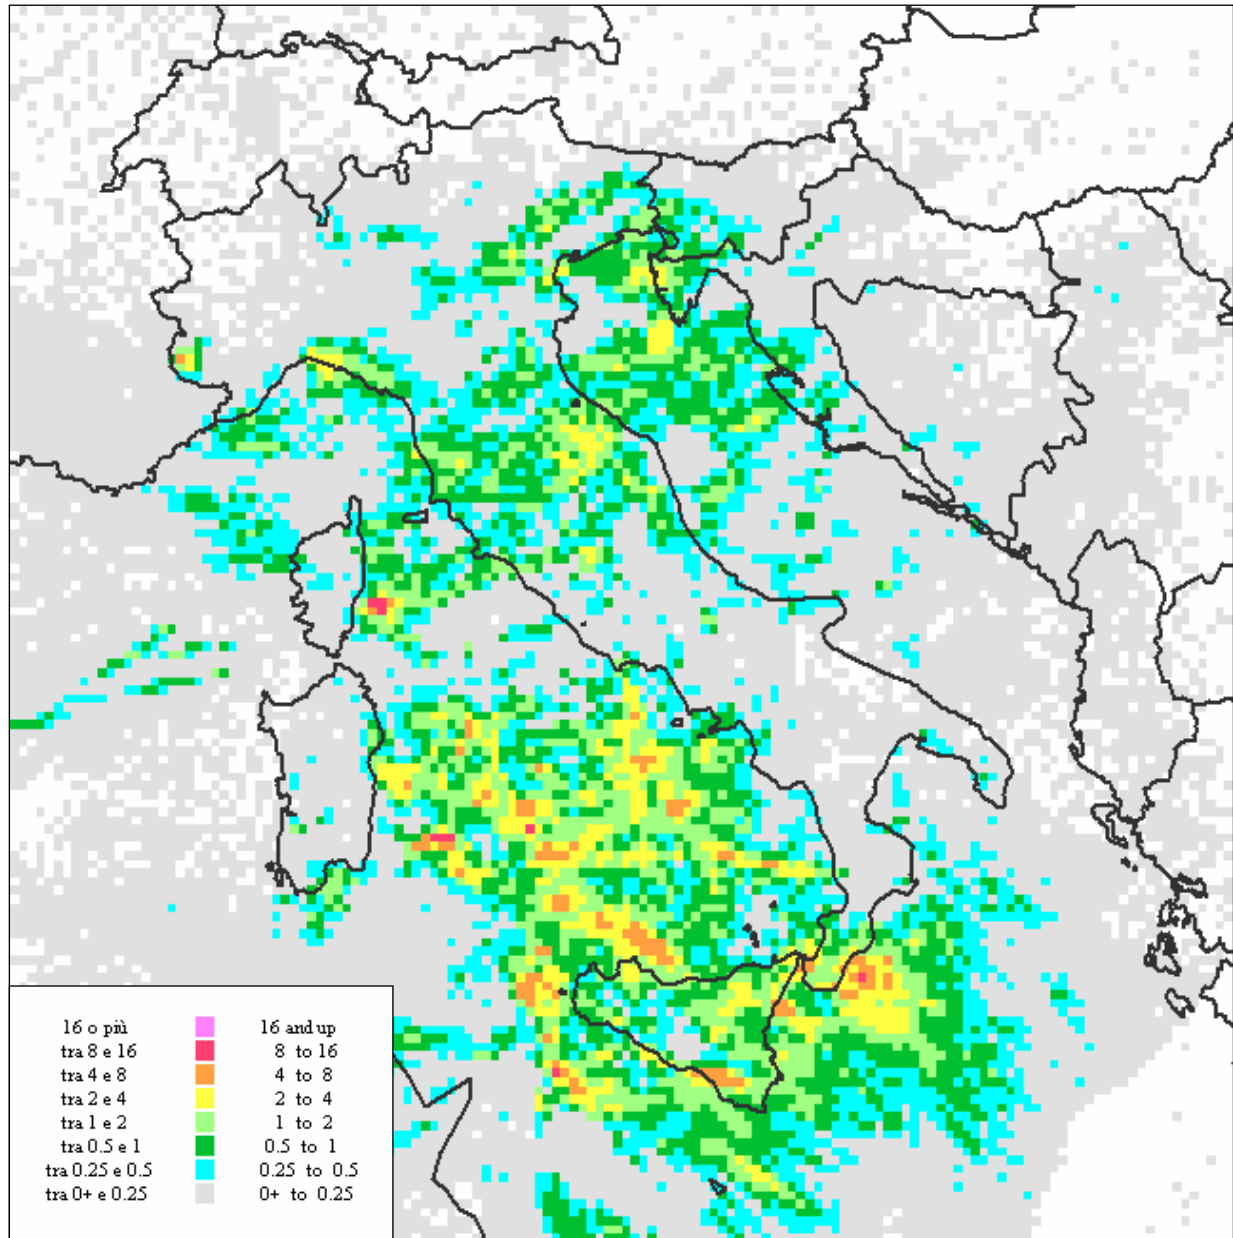 16 o più 16 and up
tra 8 e 16 8 to 16
tra 4 e 8 4 to 8
tra 2 e 4 2 to 4
tra 1 e 2 1 to 2
tra 0.5 e 1 0.5 to 1
tra 0.25 e 0.5 0.25 to 0.5
tra 0+ e 0.25 0+ to 0.25